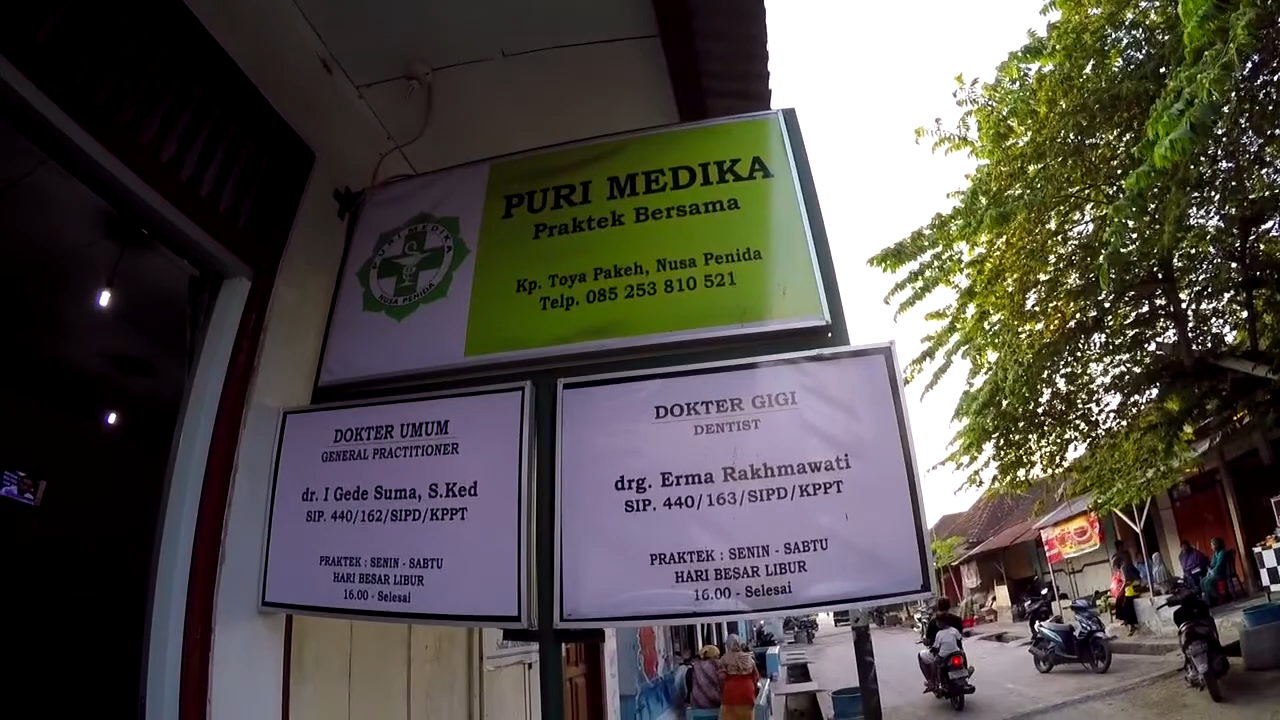 PURI MEDIKA
Praktek Bersama
Kp. Toya Pakeh, Nusa Penida
Telp. 085 253 810 521
PURI MEDIKA
NUSA PENIDA
DOKTER UMUM
GENERAL PRACTITIONER
dr. I Gede Suma, S.Ked
SIP. 440/162/SIPD/KPPT
PRAKTEK : SENIN - SABTU
HARI BESAR LIBUR
16.00 - Selesai
DOKTER GIGI
DENTIST
drg. Erma Rakhmawati
SIP. 440/163/SIPD/KPPT
PRAKTEK : SENIN - SABTU
HARI BESAR LIBUR
16.00 - Selesai